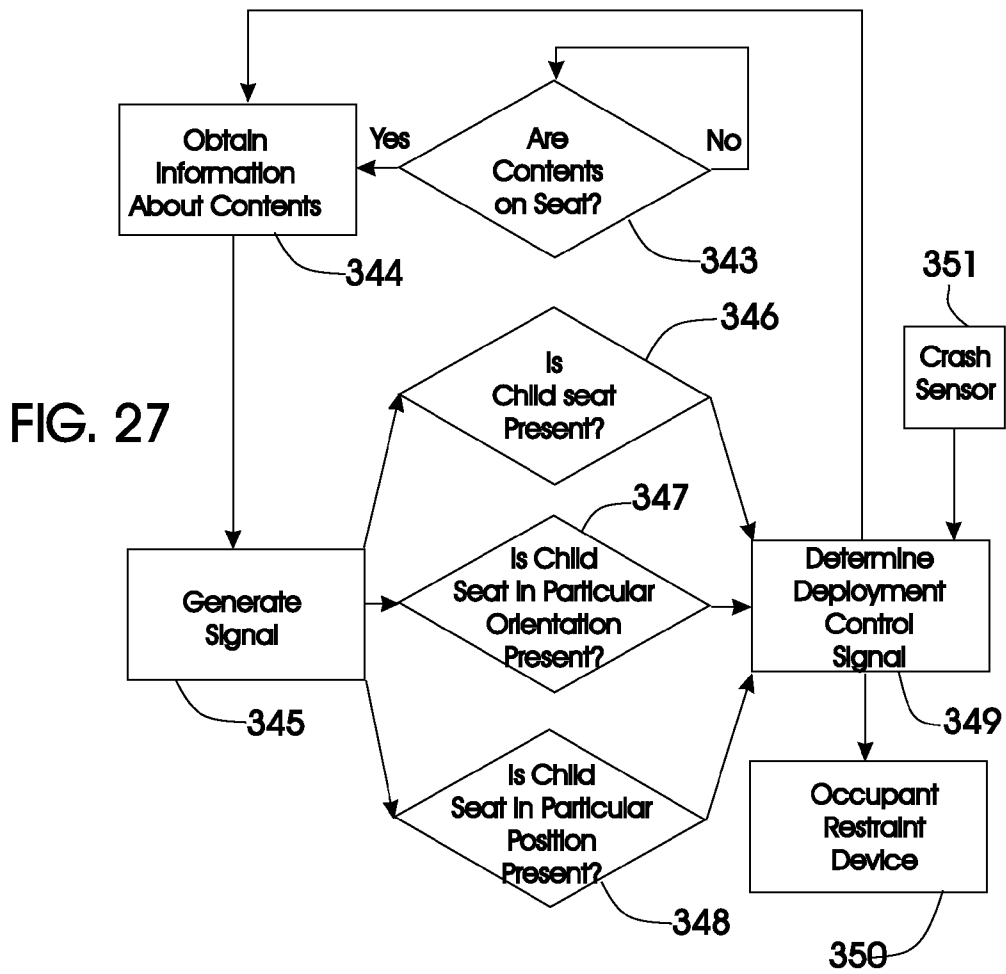 Obtain
Information
About Contents
344
Yes
Are
Contents
on Seat?
No
343
346
351
Is
Child seat
Present?
Crash
Sensor
FIG. 27
347
Generate
Signal
345
Is Child
Seat in Particular
Orientation
Present?
Determine
Deployment
Control
Signal
349
Is Child
Seat in Particular
Position
Present?
348
Occupant
Restraint
Device
350